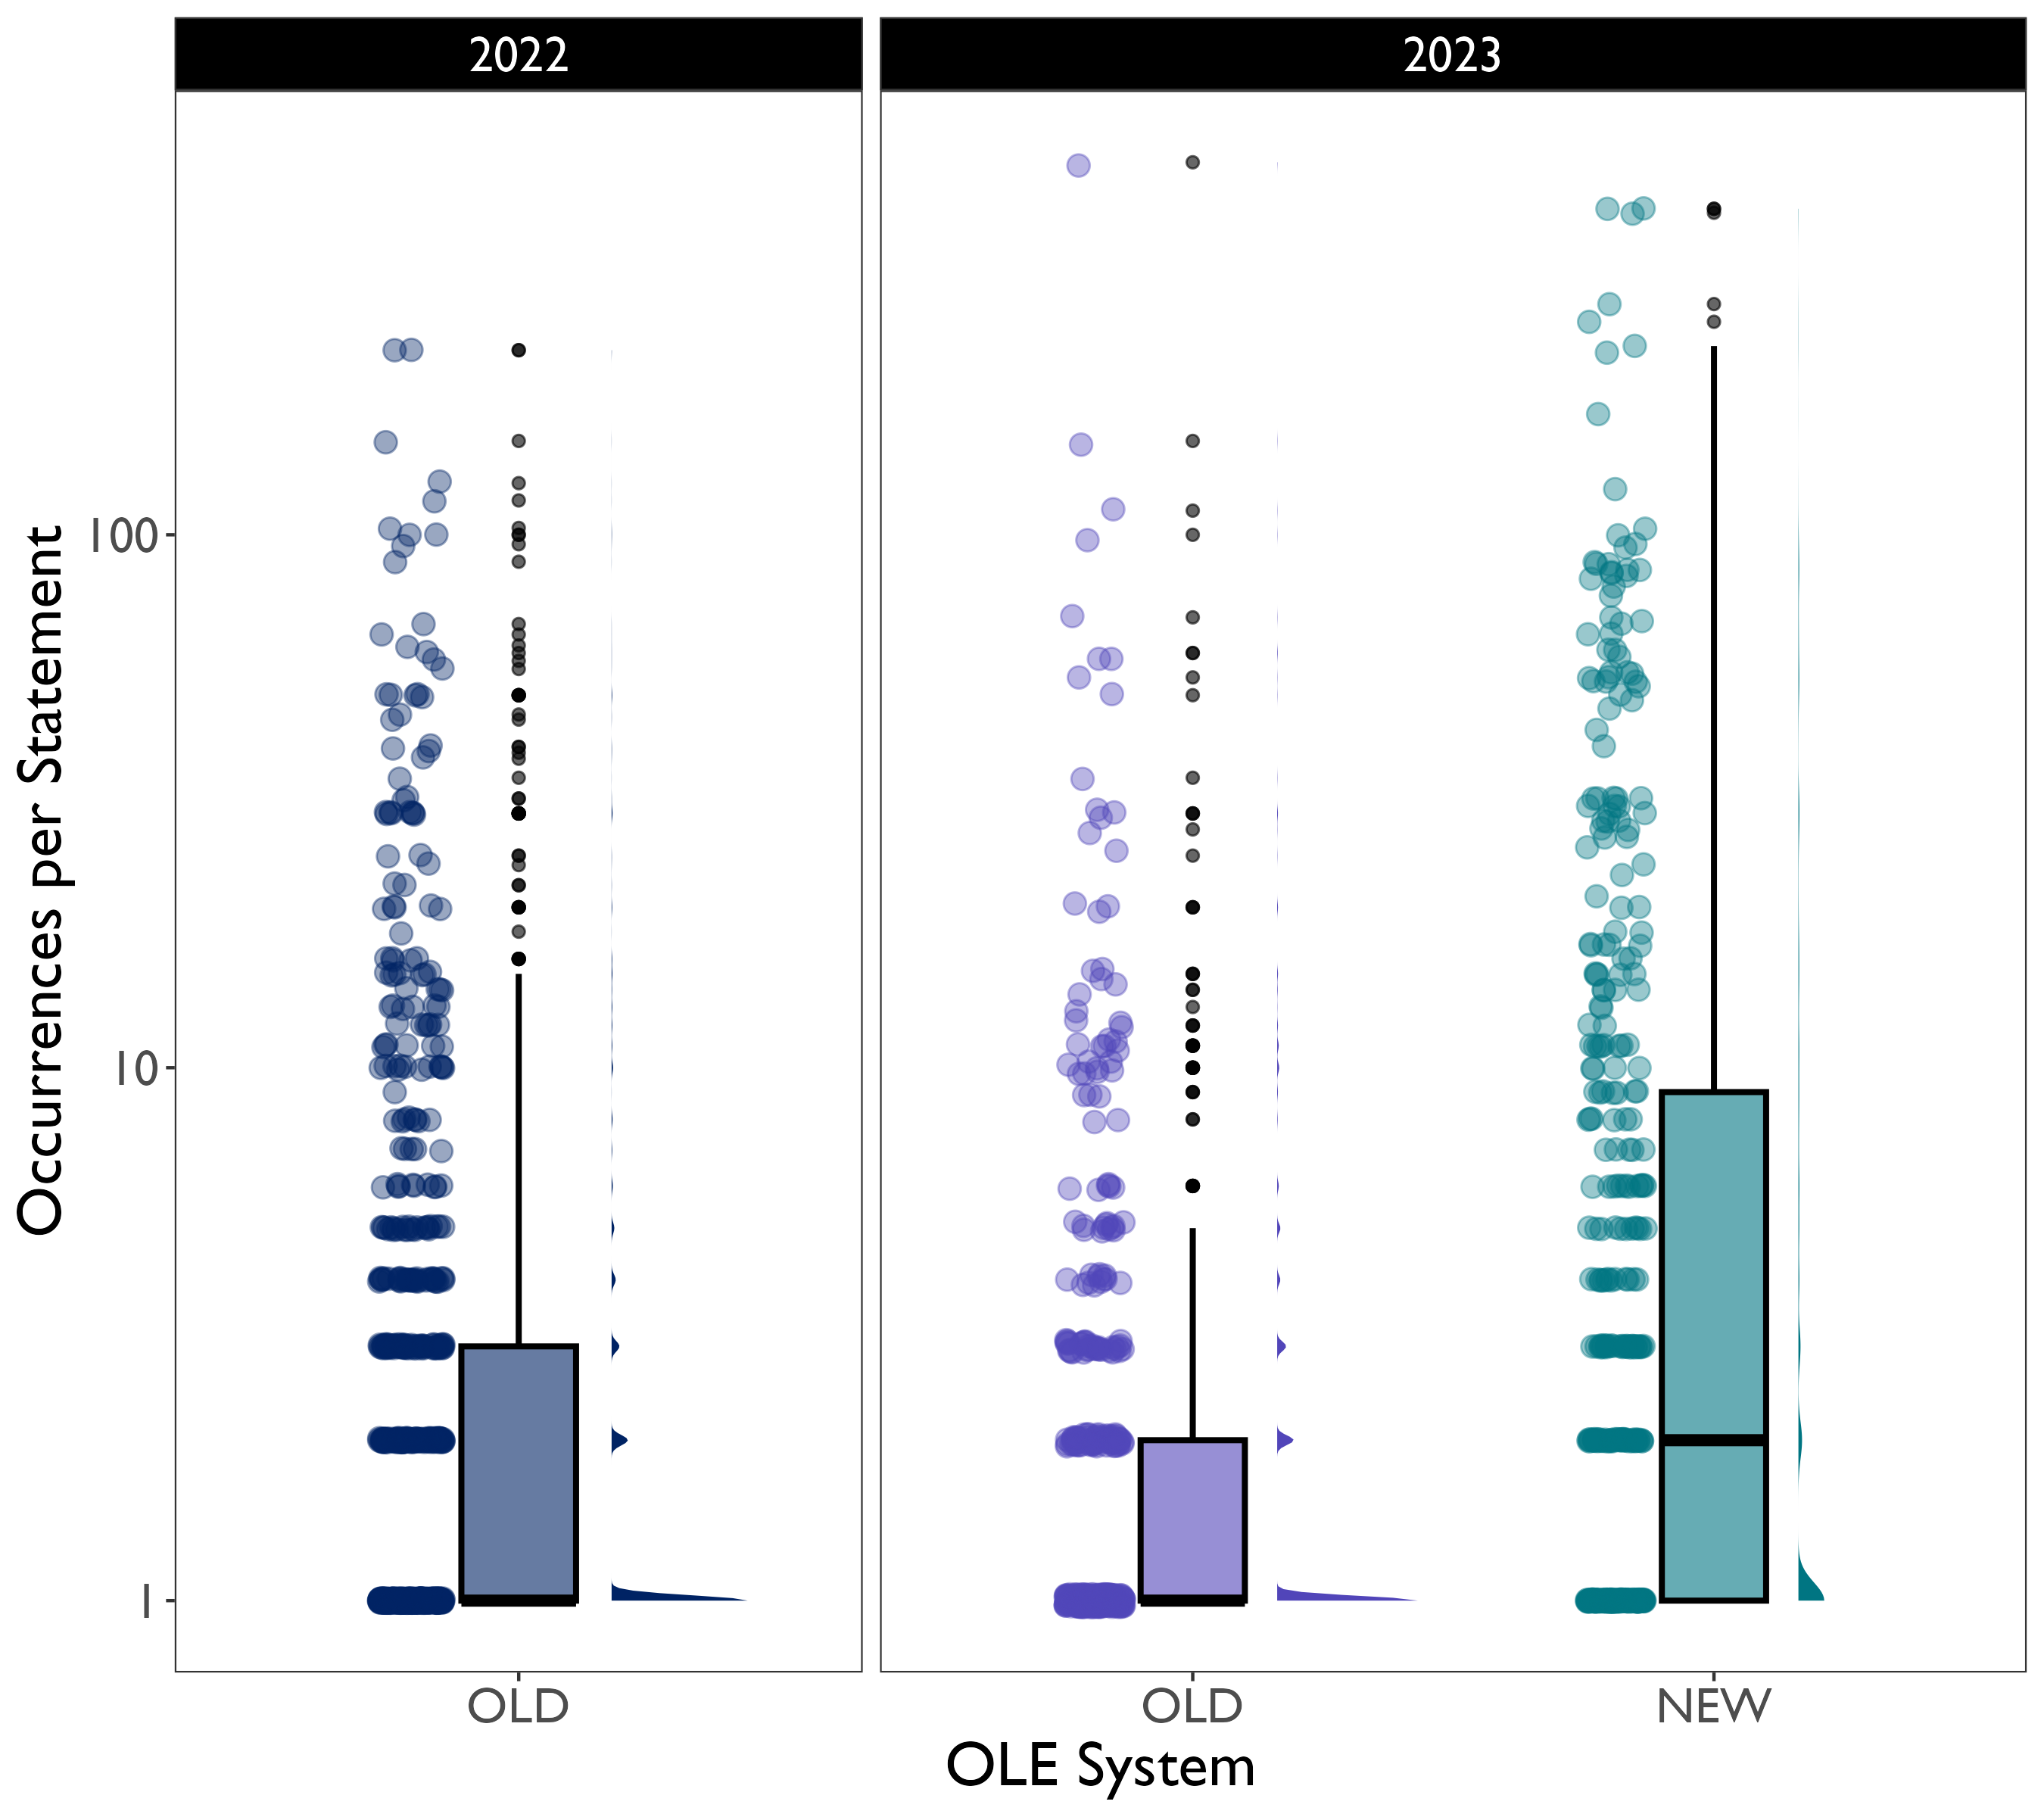 2022
2023
Occurrences per Statement
100
10
1
OLD
OLD
NEW
OLE System